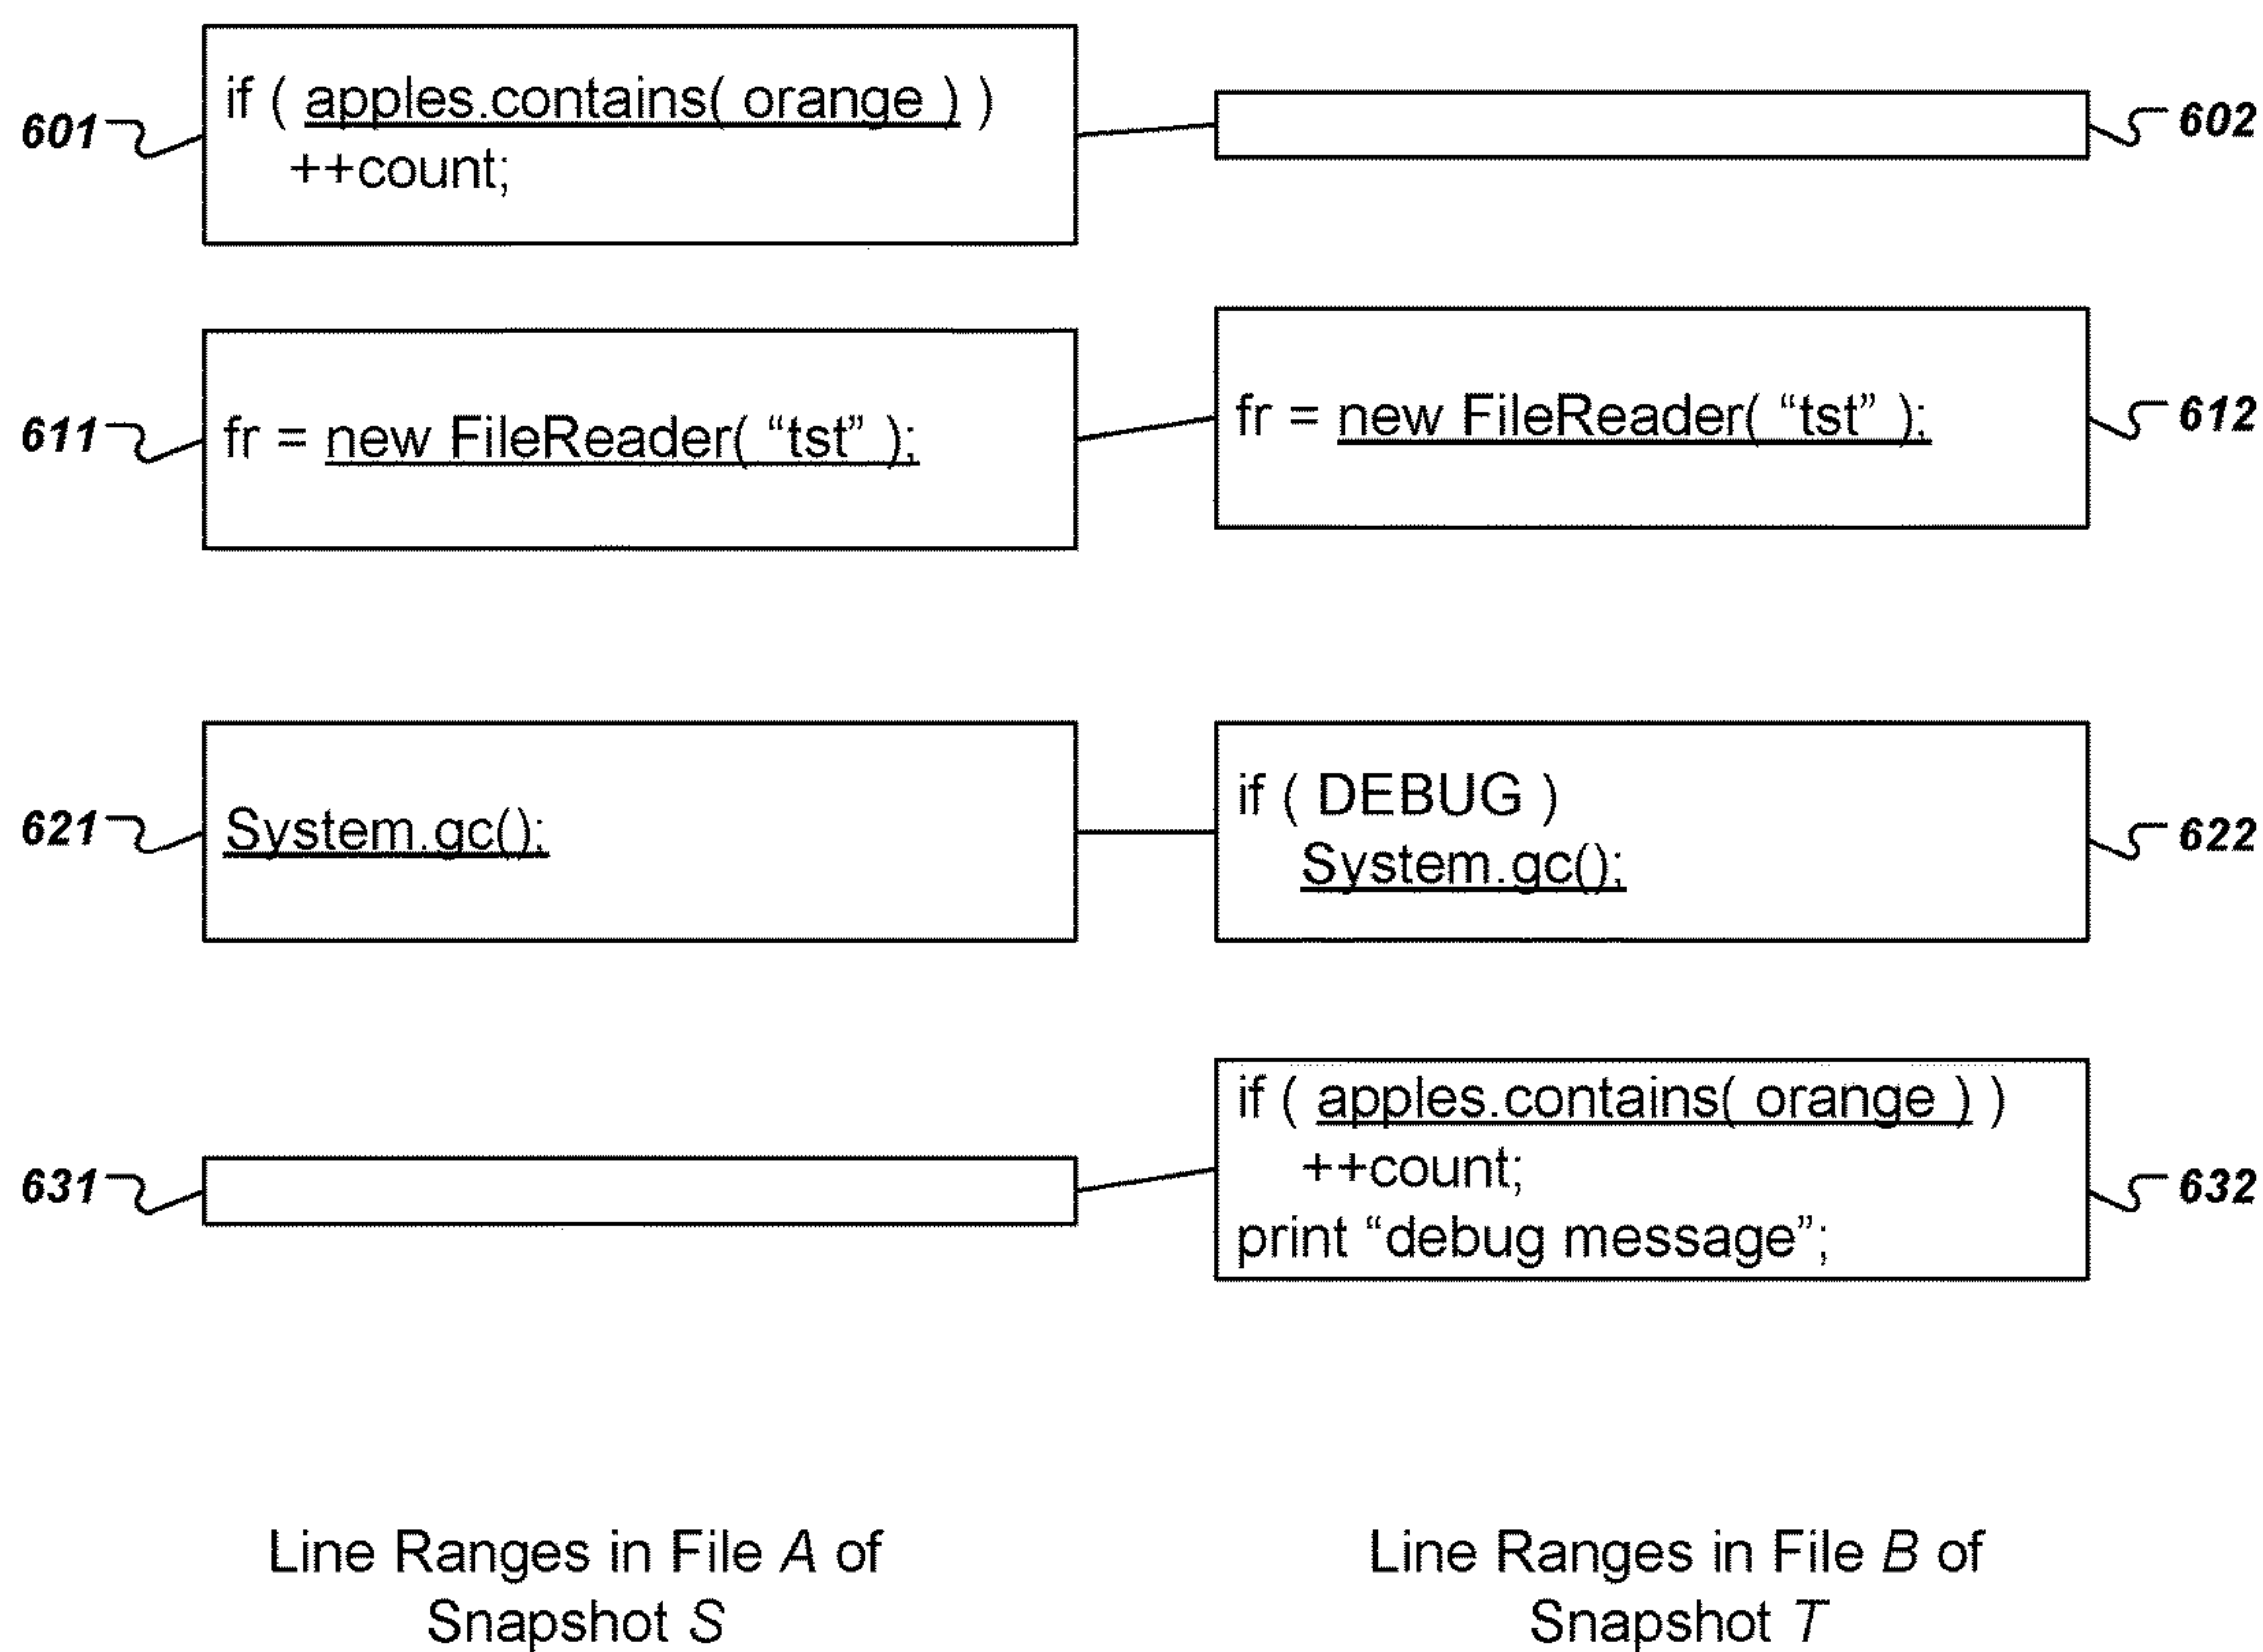 601
if ( apples.contains( orange ) )
++count;
602
611
fr = new FileReader( “tst” );
fr = new FileReader( “tst” );
612
621
System.gc();
if ( DEBUG )
System.gc();
622
631
if ( apples.contains( orange ) )
++count;
print “debug message”;
632
Line Ranges in File A of
Snapshot S
Line Ranges in File B of
Snapshot T